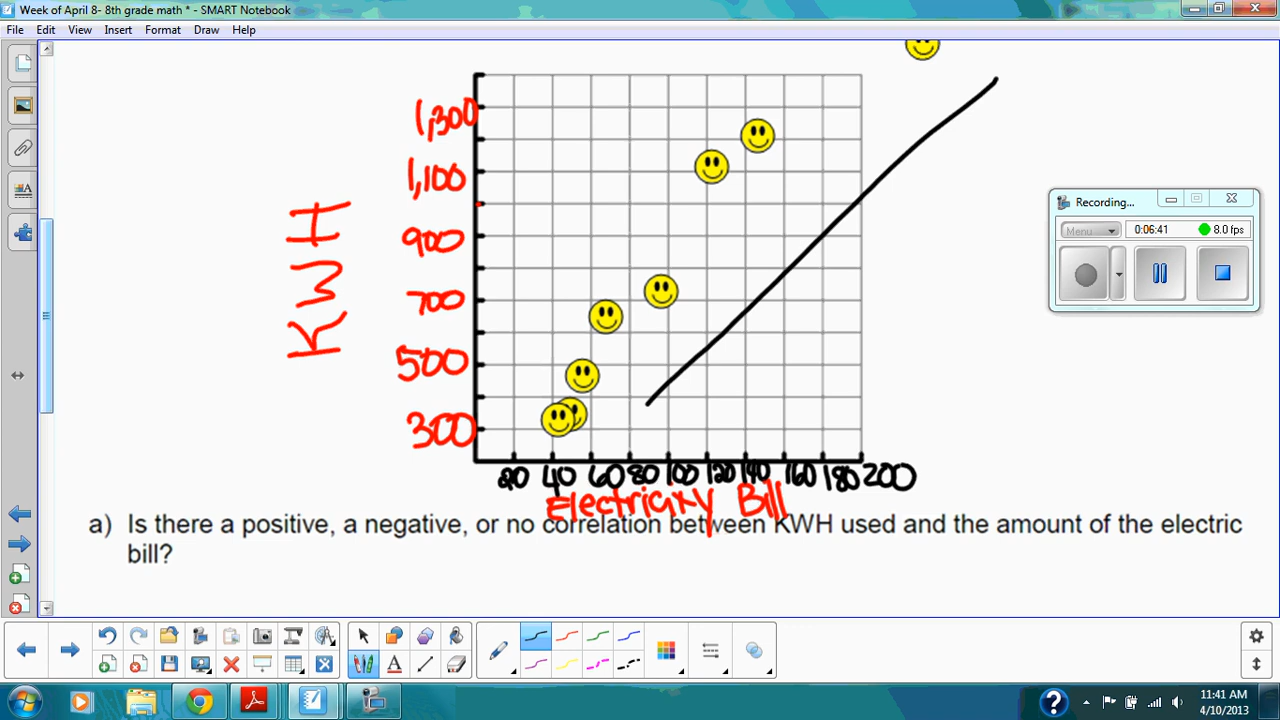 Week of April 8- 8th grade math * - SMART Notebook
File Edit View Insert Format Draw Help
1,300
1,100
900
700
500
300
KWH
20 40 60 80 100 120 140 160 180 200
Electricity Bill
a) Is there a positive, a negative, or no correlation between KWH used and the amount of the electric
bill?
Recording...
Menu 0:06:41 8.0 fps
11:41 AM
4/10/2013